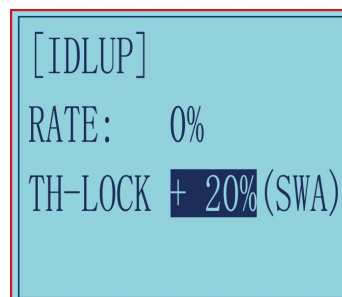 [IDLUP]
RATE: 0%
TH-LOCK + 20%(SWA)